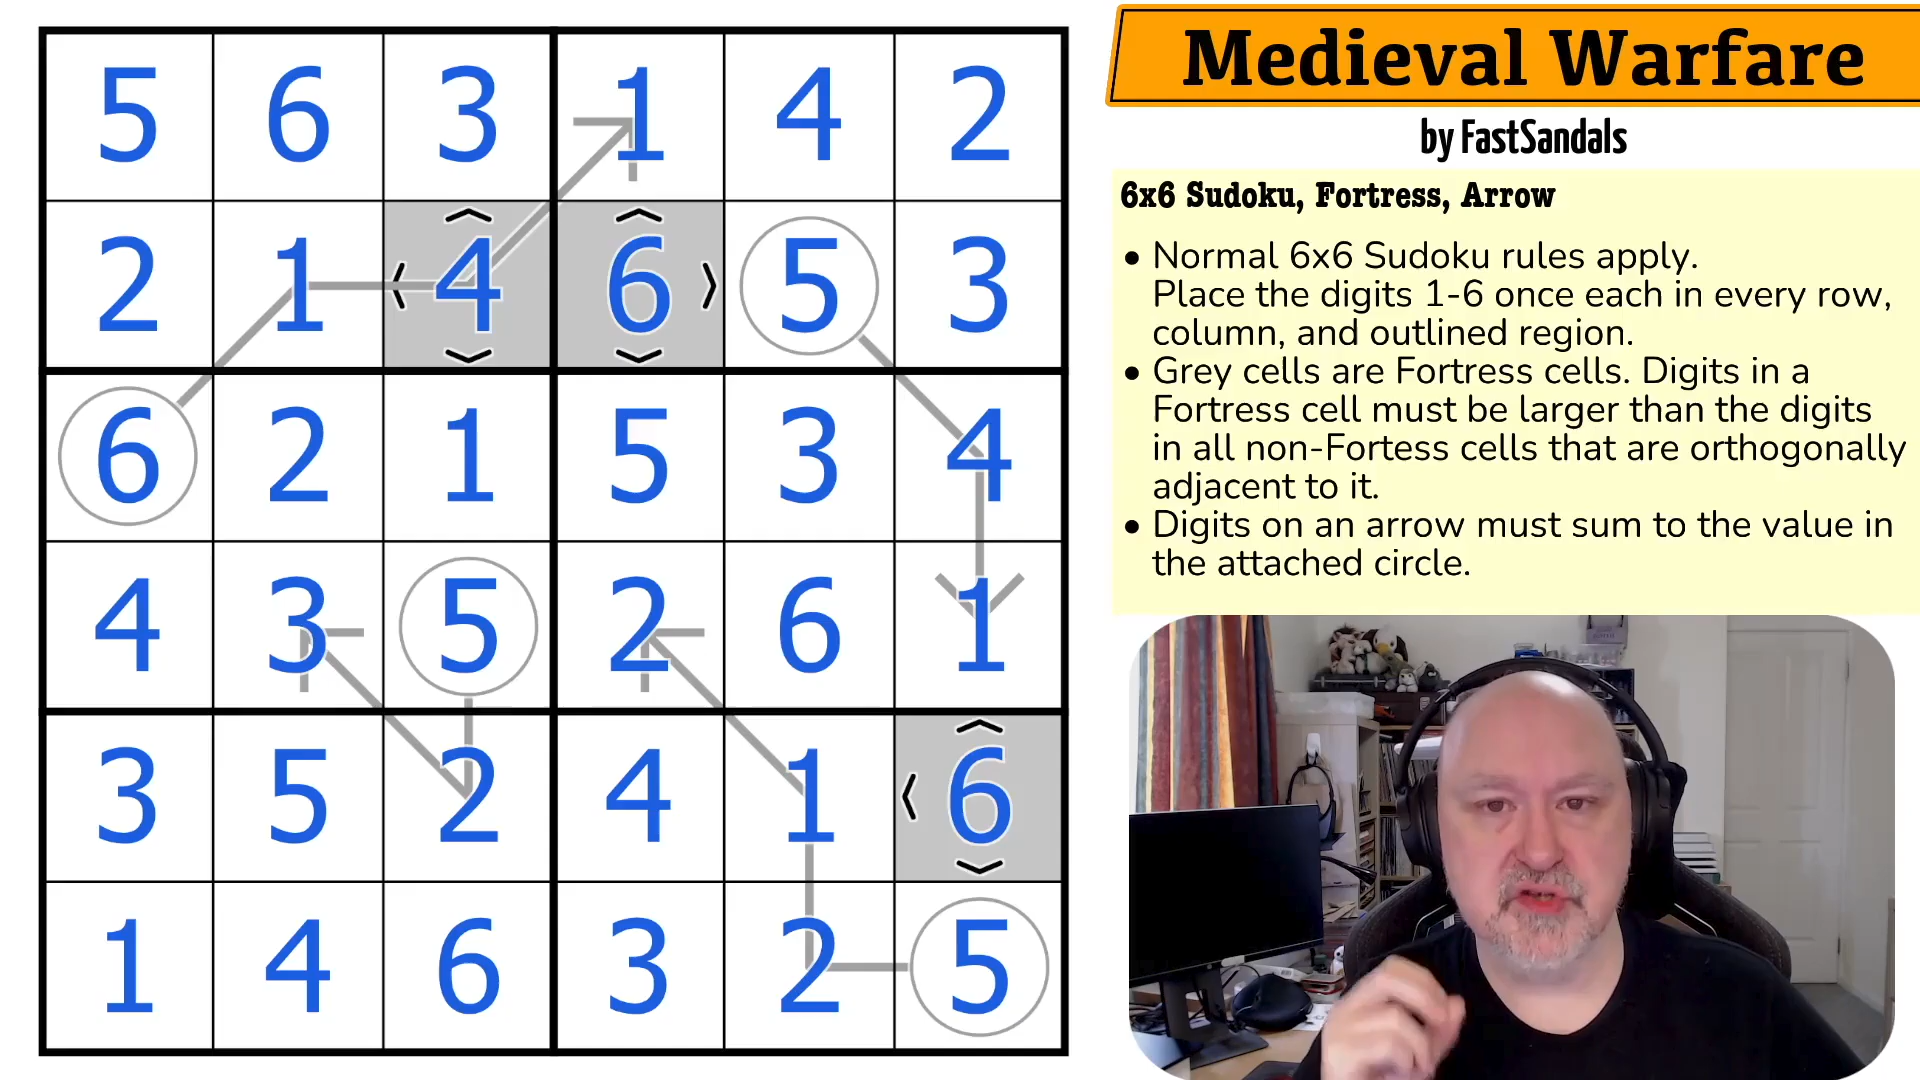 Medieval Warfare
by FastSandals
6x6 Sudoku, Fortress, Arrow
• Normal 6x6 Sudoku rules apply.
Place the digits 1-6 once each in every row,
column, and outlined region.
• Grey cells are Fortress cells. Digits in a
Fortress cell must be larger than the digits
in all non-Fortess cells that are orthogonally
adjacent to it.
• Digits on an arrow must sum to the value in
the attached circle.
5 6 3 1 4 2
2 1 4 6 5 3
6 2 1 5 3 4
4 3 5 2 6 1
3 5 2 4 1 6
1 4 6 3 2 5